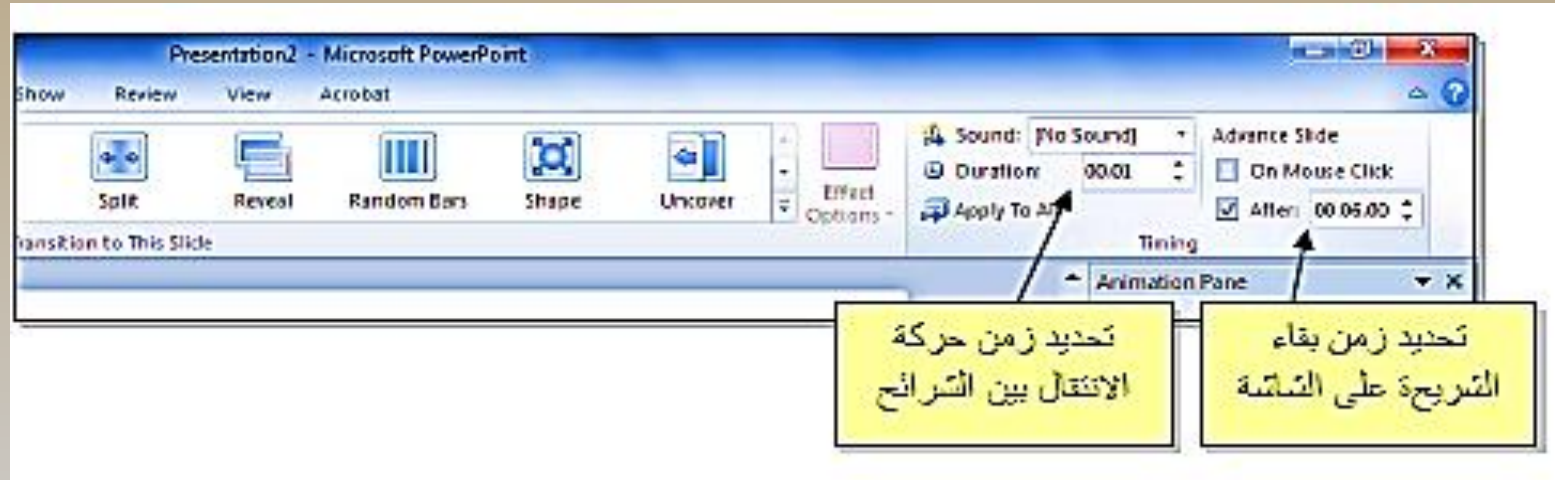 Presentation2 - Microsoft PowerPoint
Show Review View Acrobat
Split Reveal Random Bars Shape Uncover
Effect Options
Transition to This Slide
Sound: [No Sound]
Duration: 00.01
Apply To All
Advance Slide
On Mouse Click
After: 00:06.00
Timing
Animation Pane
تحديد زمن حركة
الانتقال بين الشرائح
تحديد زمن بقاء
الشريحة على الشاشة